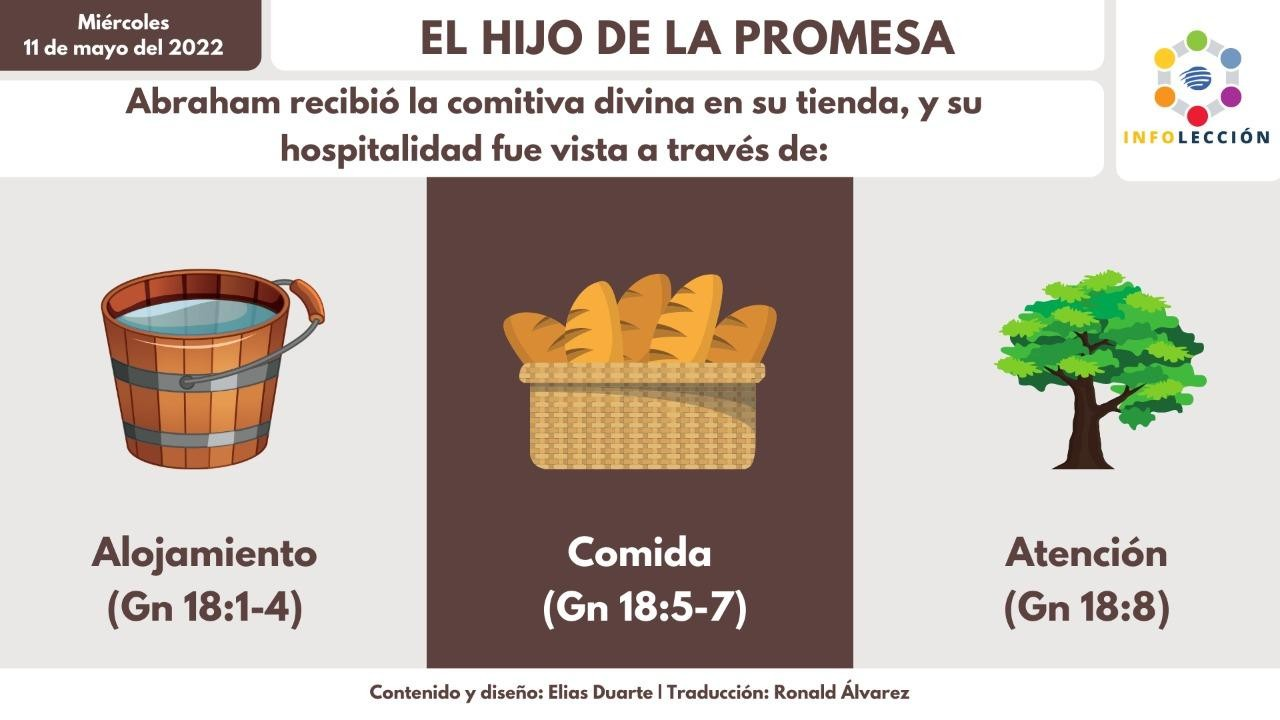 Miércoles
11 de mayo del 2022
EL HIJO DE LA PROMESA
Abraham recibió la comitiva divina en su tienda, y su
hospitalidad fue vista a través de:
INFOLECCIÓN
Alojamiento
(Gn 18:1-4)
Comida
(Gn 18:5-7)
Atención
(Gn 18:8)
Contenido y diseño: Elias Duarte | Traducción: Ronald Álvarez